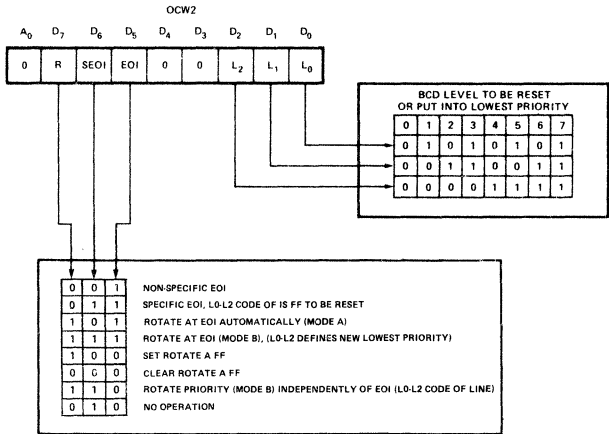 OCW2
A0 D7 D6 D5 D4 D3 D2 D1 D0
0 R SEOI EOI 0 0 L2 L1 L0
BCD LEVEL TO BE RESET
OR PUT INTO LOWEST PRIORITY
0 1 2 3 4 5 6 7
0 1 0 1 0 1 0 1
0 0 1 1 0 0 1 1
0 0 0 0 1 1 1 1
0 0 1 NON-SPECIFIC EOI
0 1 1 SPECIFIC EOI, L0-L2 CODE OF IS FF TO BE RESET
1 0 1 ROTATE AT EOI AUTOMATICALLY (MODE A)
1 1 1 ROTATE AT EOI (MODE B), (L0-L2 DEFINES NEW LOWEST PRIORITY)
1 0 0 SET ROTATE A FF
0 0 0 CLEAR ROTATE A FF
1 1 0 ROTATE PRIORITY (MODE B) INDEPENDENTLY OF EOI (L0-L2 CODE OF LINE)
0 1 0 NO OPERATION